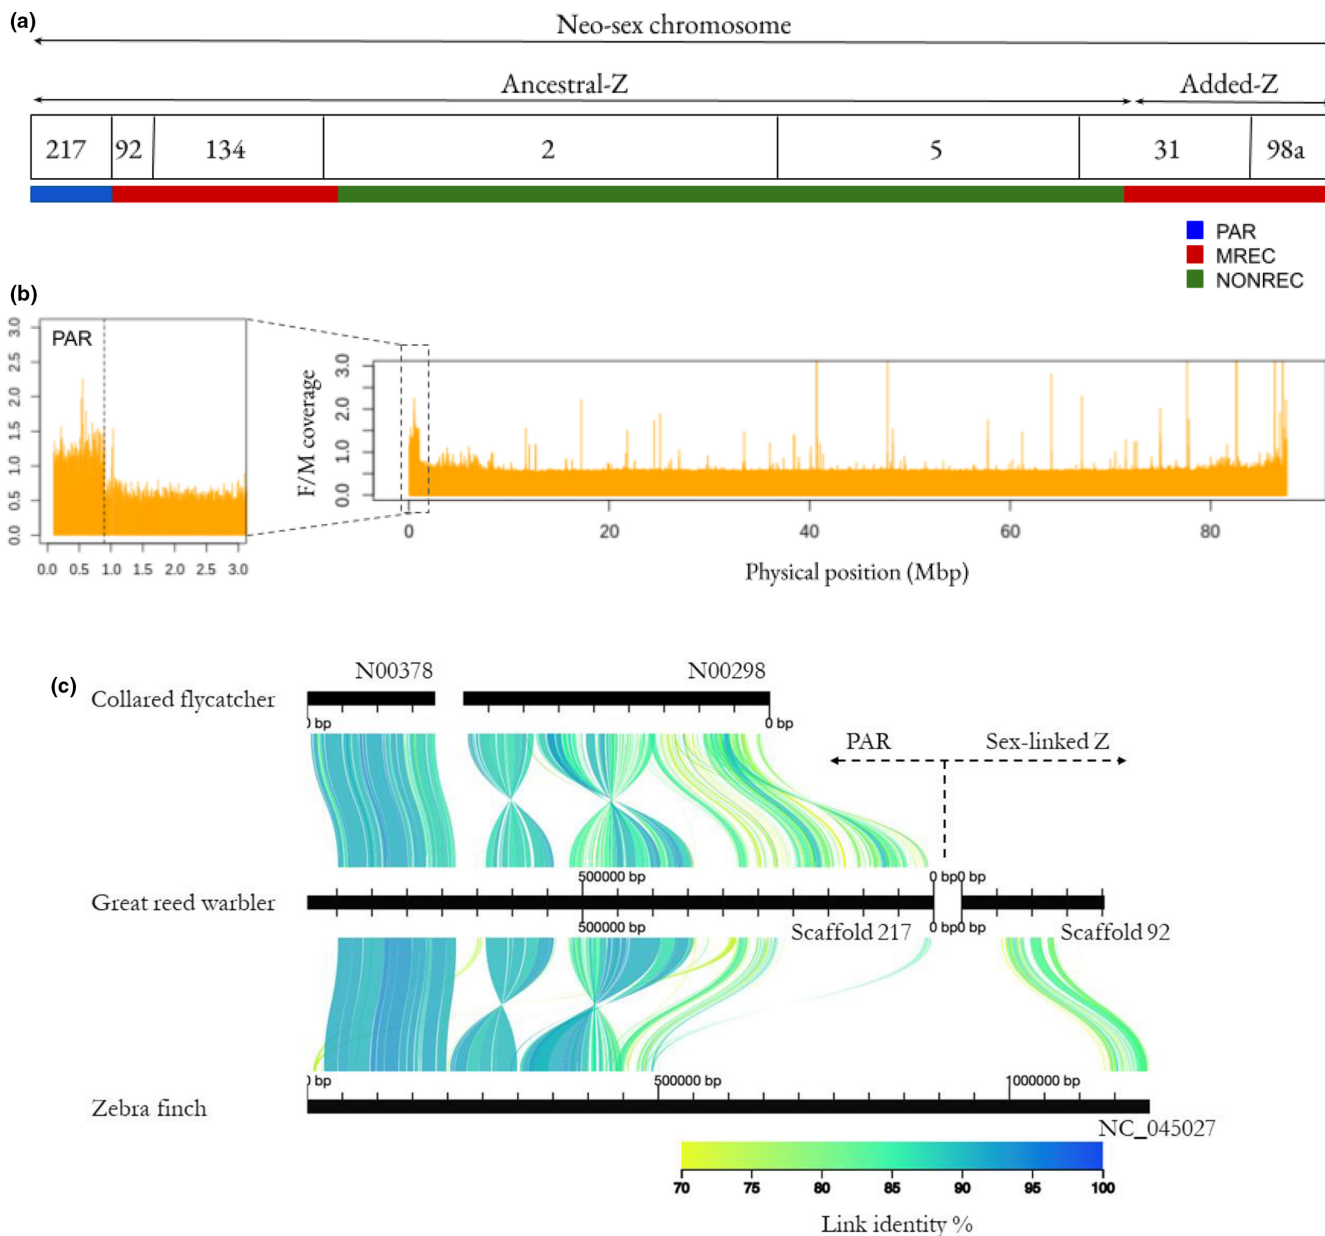 (a)
Neo-sex chromosome
Ancestral-Z Added-Z
217 92 134 2 5 31 98a
PAR
MREC
NONREC
(b)
PAR
3.0
2.5
2.0
1.5
1.0
0.5
0.0
0.0 0.5 1.0 1.5 2.0 2.5 3.0
F/M coverage
3.0
2.0
1.0
0.0
0 20 40 60 80
Physical position (Mbp)
(c)
N00378 N00298
Collared flycatcher
0 bp 0 bp
PAR Sex-linked Z
500000 bp 0 bp0 bp
Great reed warbler
500000 bp 0 bp0 bp
Scaffold 217 Scaffold 92
0 bp 500000 bp 1000000 bp
Zebra finch
NC_045027
70 75 80 85 90 95 100
Link identity %